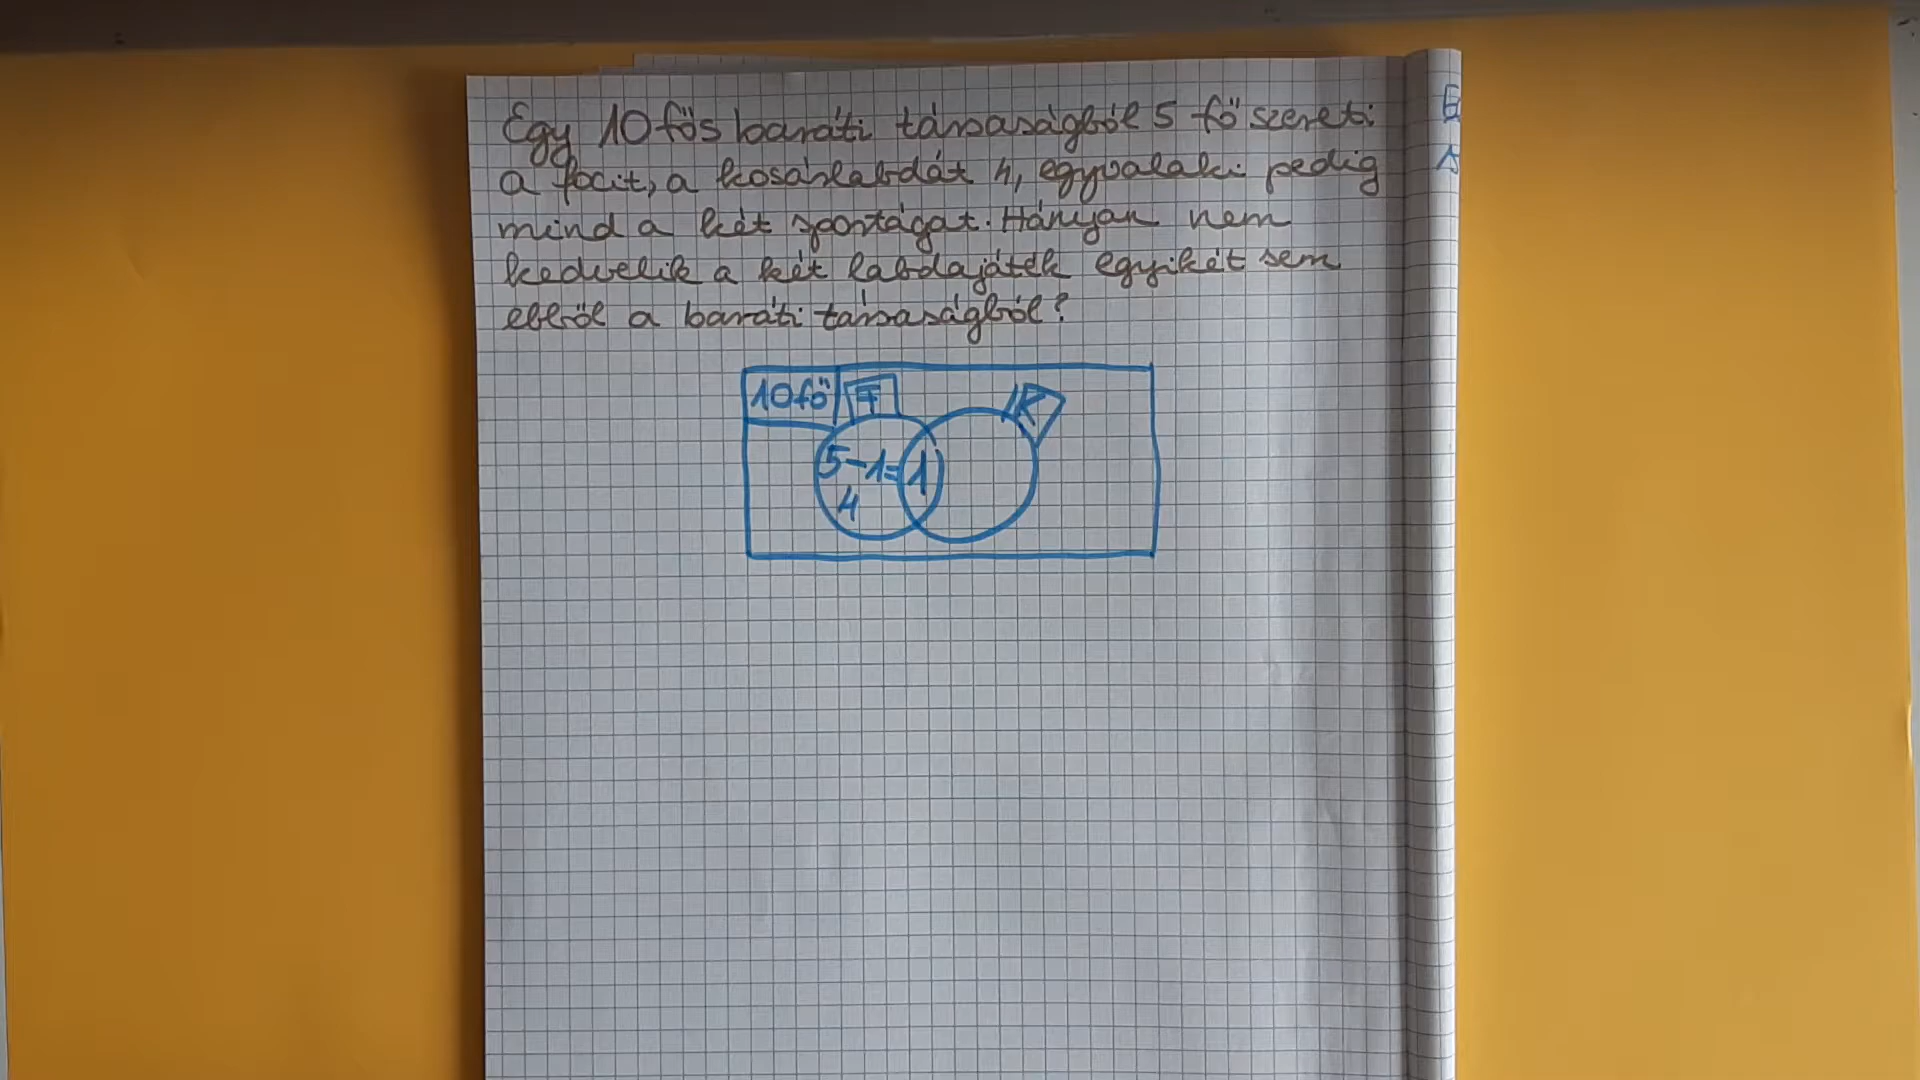 Egy 10 fős baráti társaságból 5 fő szereti
a focit, a kosárlabdát 4, egyvalaki pedig
mind a két sportágat. Hányan nem
kedvelik a két labdajáték egyikét sem
ebből a baráti társaságból?
10 fő F K
5-1= 1
4